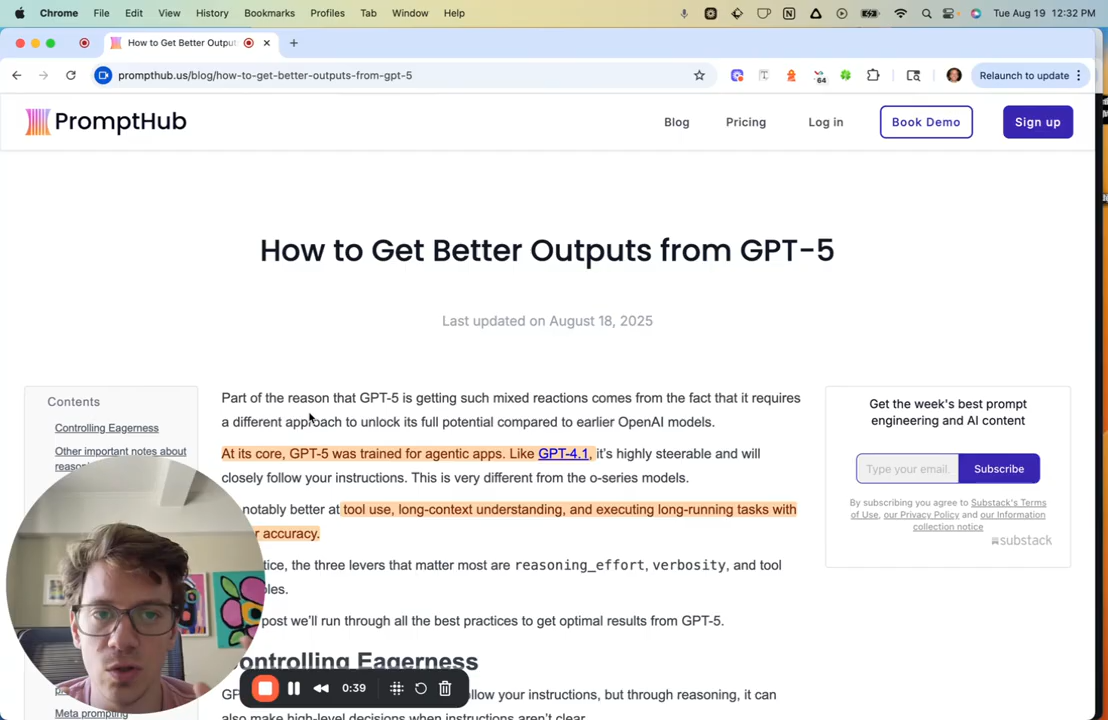 Chrome File Edit View History Bookmarks Profiles Tab Window Help Tue Aug 19 12:32 PM
How to Get Better Outpu
prompthub.us/blog/how-to-get-better-outputs-from-gpt-5 64 Relaunch to update
PromptHub Blog Pricing Log in Book Demo Sign up
How to Get Better Outputs from GPT-5
Last updated on August 18, 2025
Contents
Controlling Eagerness
Other important notes about
Part of the reason that GPT-5 is getting such mixed reactions comes from the fact that it requires
a different approach to unlock its full potential compared to earlier OpenAI models.
At its core, GPT-5 was trained for agentic apps. Like GPT-4.1, it's highly steerable and will
closely follow your instructions. This is very different from the o-series models.
notably better at tool use, long-context understanding, and executing long-running tasks with
accuracy.
the three levers that matter most are reasoning_effort, verbosity, and tool
post we'll run through all the best practices to get optimal results from GPT-5.
Controlling Eagerness
follow your instructions, but through reasoning, it can
also make high-level decisions when instructions aren't clear.
Meta prompting
Get the week's best prompt
engineering and AI content
Type your email. Subscribe
By subscribing you agree to Substack's Terms
of Use, our Privacy Policy and our Information
collection notice
substack
0:39